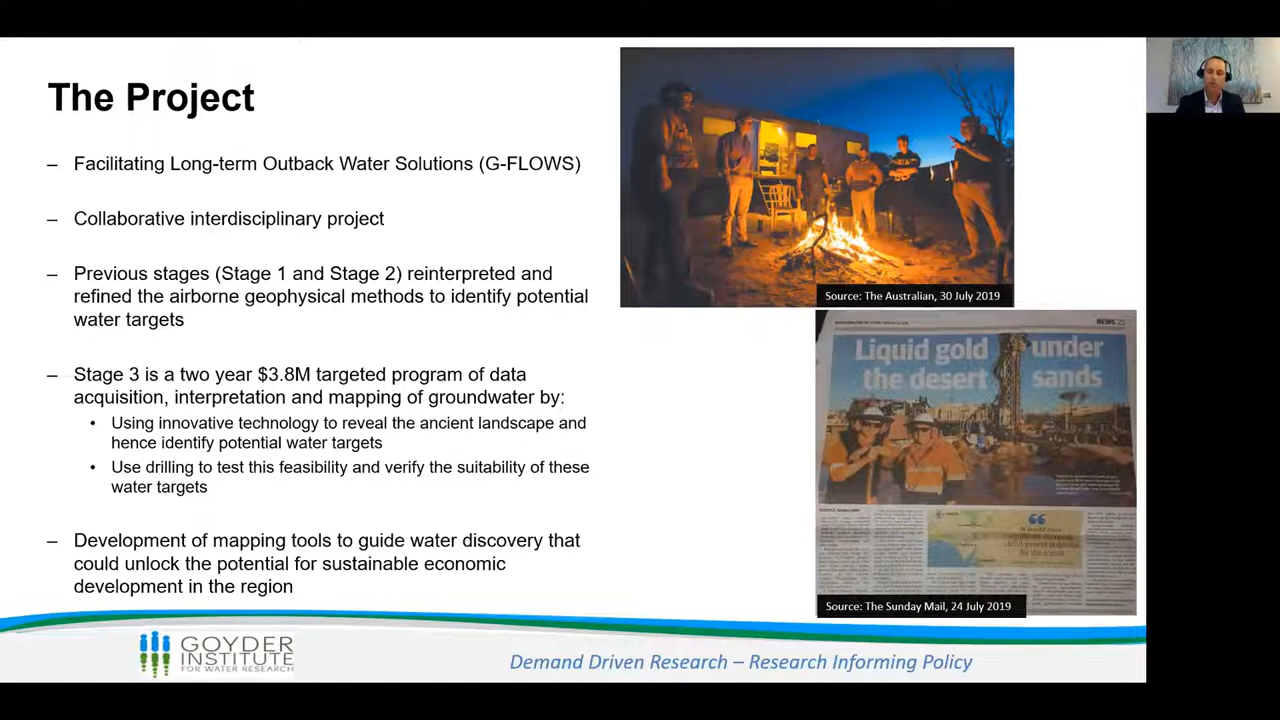 The Project
– Facilitating Long-term Outback Water Solutions (G-FLOWS)
– Collaborative interdisciplinary project
– Previous stages (Stage 1 and Stage 2) reinterpreted and
refined the airborne geophysical methods to identify potential
water targets
– Stage 3 is a two year $3.8M targeted program of data
acquisition, interpretation and mapping of groundwater by:
• Using innovative technology to reveal the ancient landscape and
hence identify potential water targets
• Use drilling to test this feasibility and verify the suitability of these
water targets
– Development of mapping tools to guide water discovery that
could unlock the potential for sustainable economic
development in the region
Source: The Australian, 30 July 2019
NEWS 25
Liquid gold under
the desert sands
Source: The Sunday Mail, 24 July 2019
GOYDER
INSTITUTE
FOR WATER RESEARCH
Demand Driven Research – Research Informing Policy